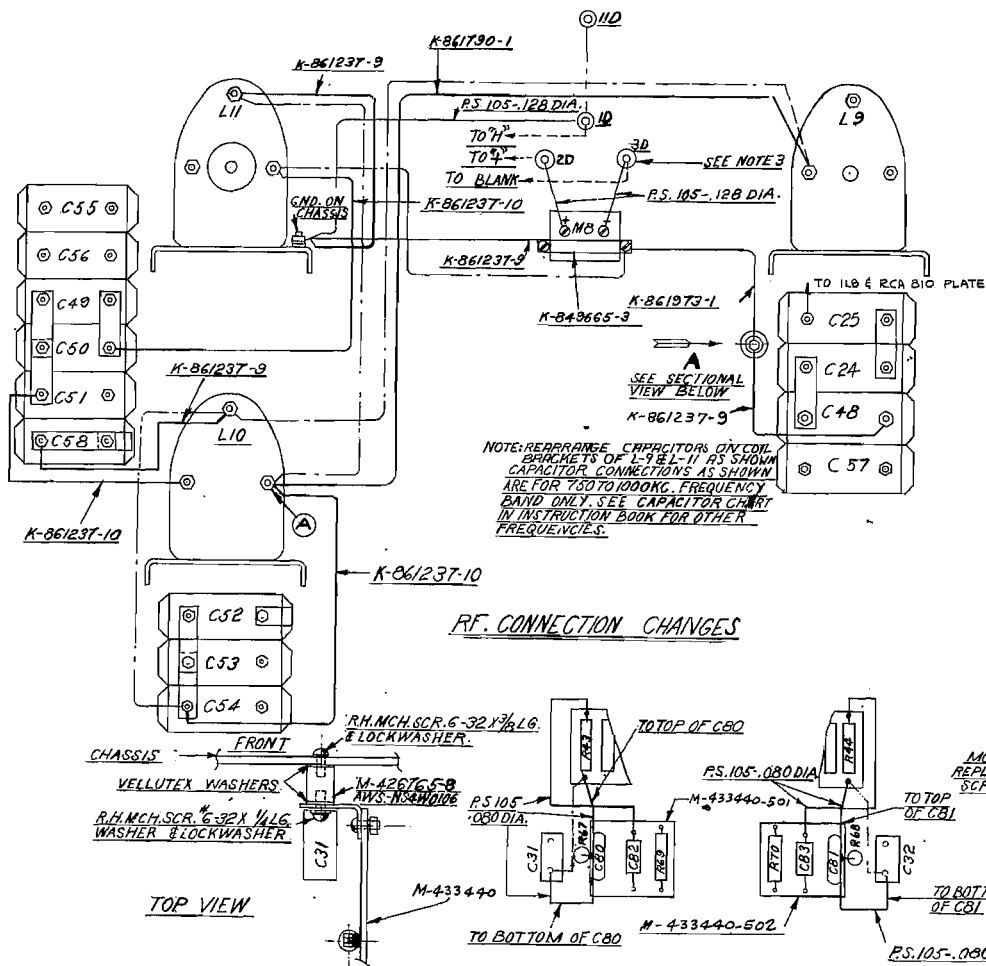 11D
K-861790-1
K-861237-9
L11
P.S. 105-.128 DIA.
1D
L9
TO "H"
TO "4"
2D
3D
SEE NOTE 3
TO BLANK
P.S. 105-.128 DIA.
GND. ON
CHASSIS
K-861237-10
C55
+ M8 -
K-861237-9
C56
TO 1L8 & RCA 810 PLATE
K-861973-1
C49
K-849665-3
C25
C50
A
K-861237-9
SEE SECTIONAL
VIEW BELOW
C24
C51
K-861237-9
C48
C58
L10
C57
NOTE: REARRANGE CAPACITORS ON COIL
BRACKETS OF L-9 & L-11 AS SHOWN
CAPACITOR CONNECTIONS AS SHOWN
ARE FOR 750 TO 1000KC. FREQUENCY
BAND ONLY. SEE CAPACITOR CHART
IN INSTRUCTION BOOK FOR OTHER
FREQUENCIES.
A
K-861237-10
K-861237-10
C52
C53
C54
RF. CONNECTION CHANGES
CHASSIS
FRONT
R.H. MCH. SCR. 6-32 X 3/8 LG.
& LOCKWASHER.
VELLUTEX WASHERS
M-426765-8
AWS-NS4W0106
R.H. MCH. SCR. #6-32 X 1/4 LG.
WASHER & LOCKWASHER
C31
M-433440
TOP VIEW
R43
TO TOP OF C80
P.S 105
.080 DIA.
M-433440-501
C31
R67
C80
C82
R69
TO BOTTOM OF C80
R44
P.S. 105-.080 DIA.
TO TOP
OF C81
R70
C83
C81
R68
C32
M-433440-502
TO BOTT
OF C81
P.S. 105-.080
MO
REPL
SC